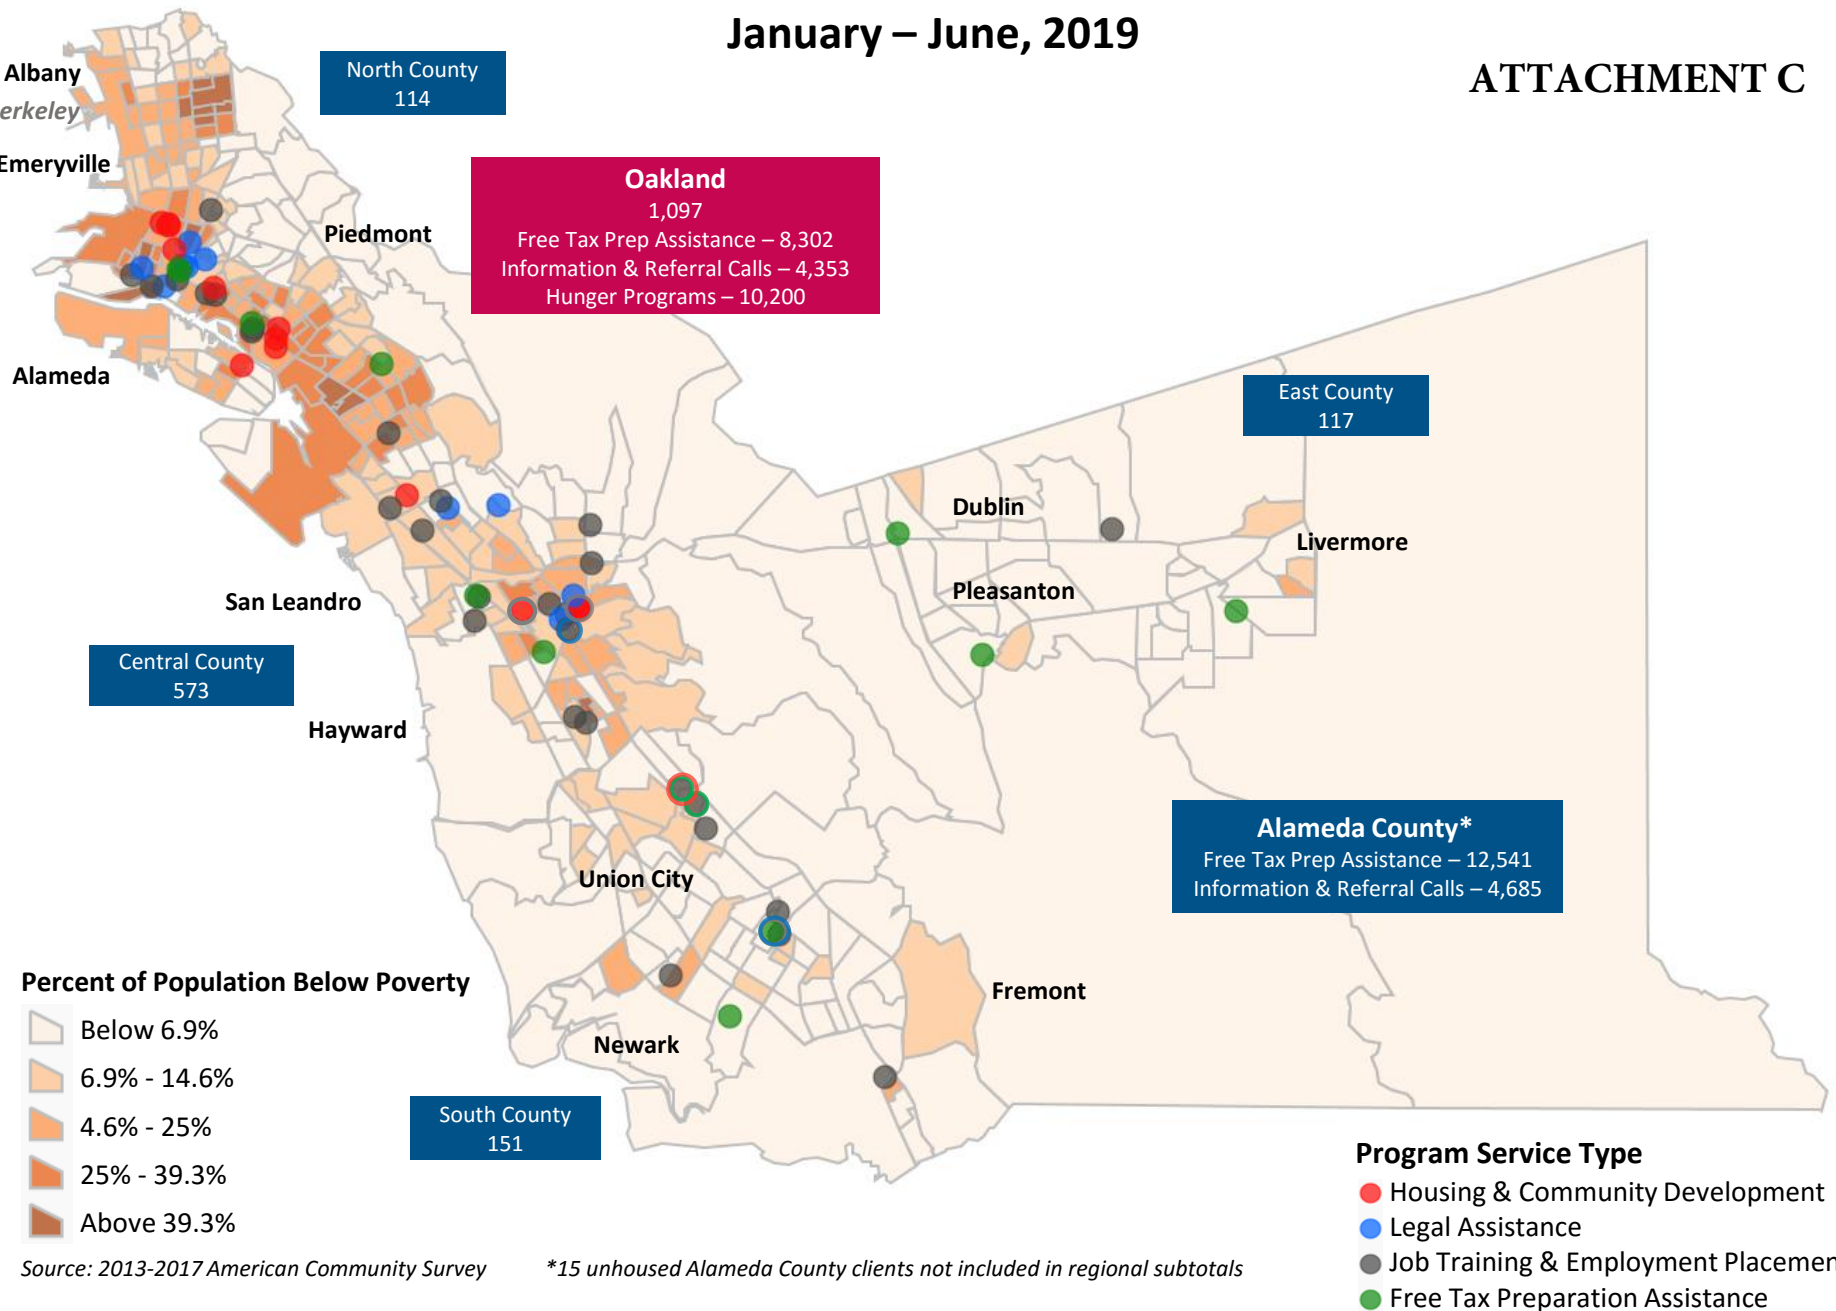 January – June, 2019
ATTACHMENT C
Albany
erkeley
Emeryville
Piedmont
Alameda
North County
114
Oakland
1,097
Free Tax Prep Assistance – 8,302
Information & Referral Calls – 4,353
Hunger Programs – 10,200
East County
117
Dublin
Livermore
Pleasanton
San Leandro
Central County
573
Hayward
Alameda County*
Free Tax Prep Assistance – 12,541
Information & Referral Calls – 4,685
Union City
Fremont
Newark
South County
151
Percent of Population Below Poverty
Below 6.9%
6.9% - 14.6%
4.6% - 25%
25% - 39.3%
Above 39.3%
Source: 2013-2017 American Community Survey
*15 unhoused Alameda County clients not included in regional subtotals
Program Service Type
Housing & Community Development
Legal Assistance
Job Training & Employment Placemen
Free Tax Preparation Assistance